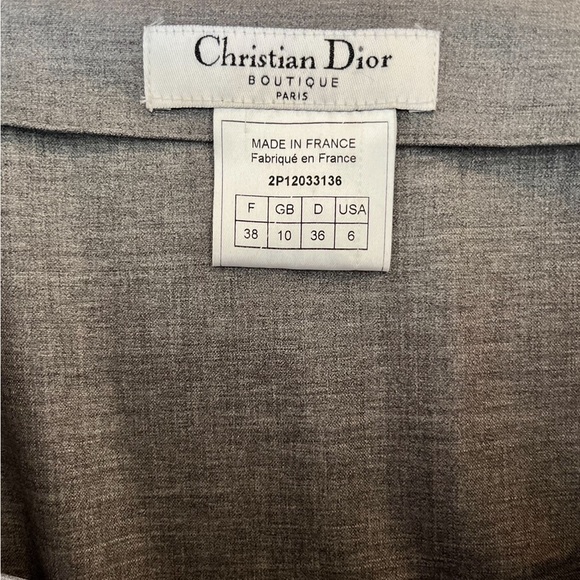 Christian Dior
BOUTIQUE
PARIS
MADE IN FRANCE
Fabriqué en France
2P12033136
F GB D USA
38 10 36 6